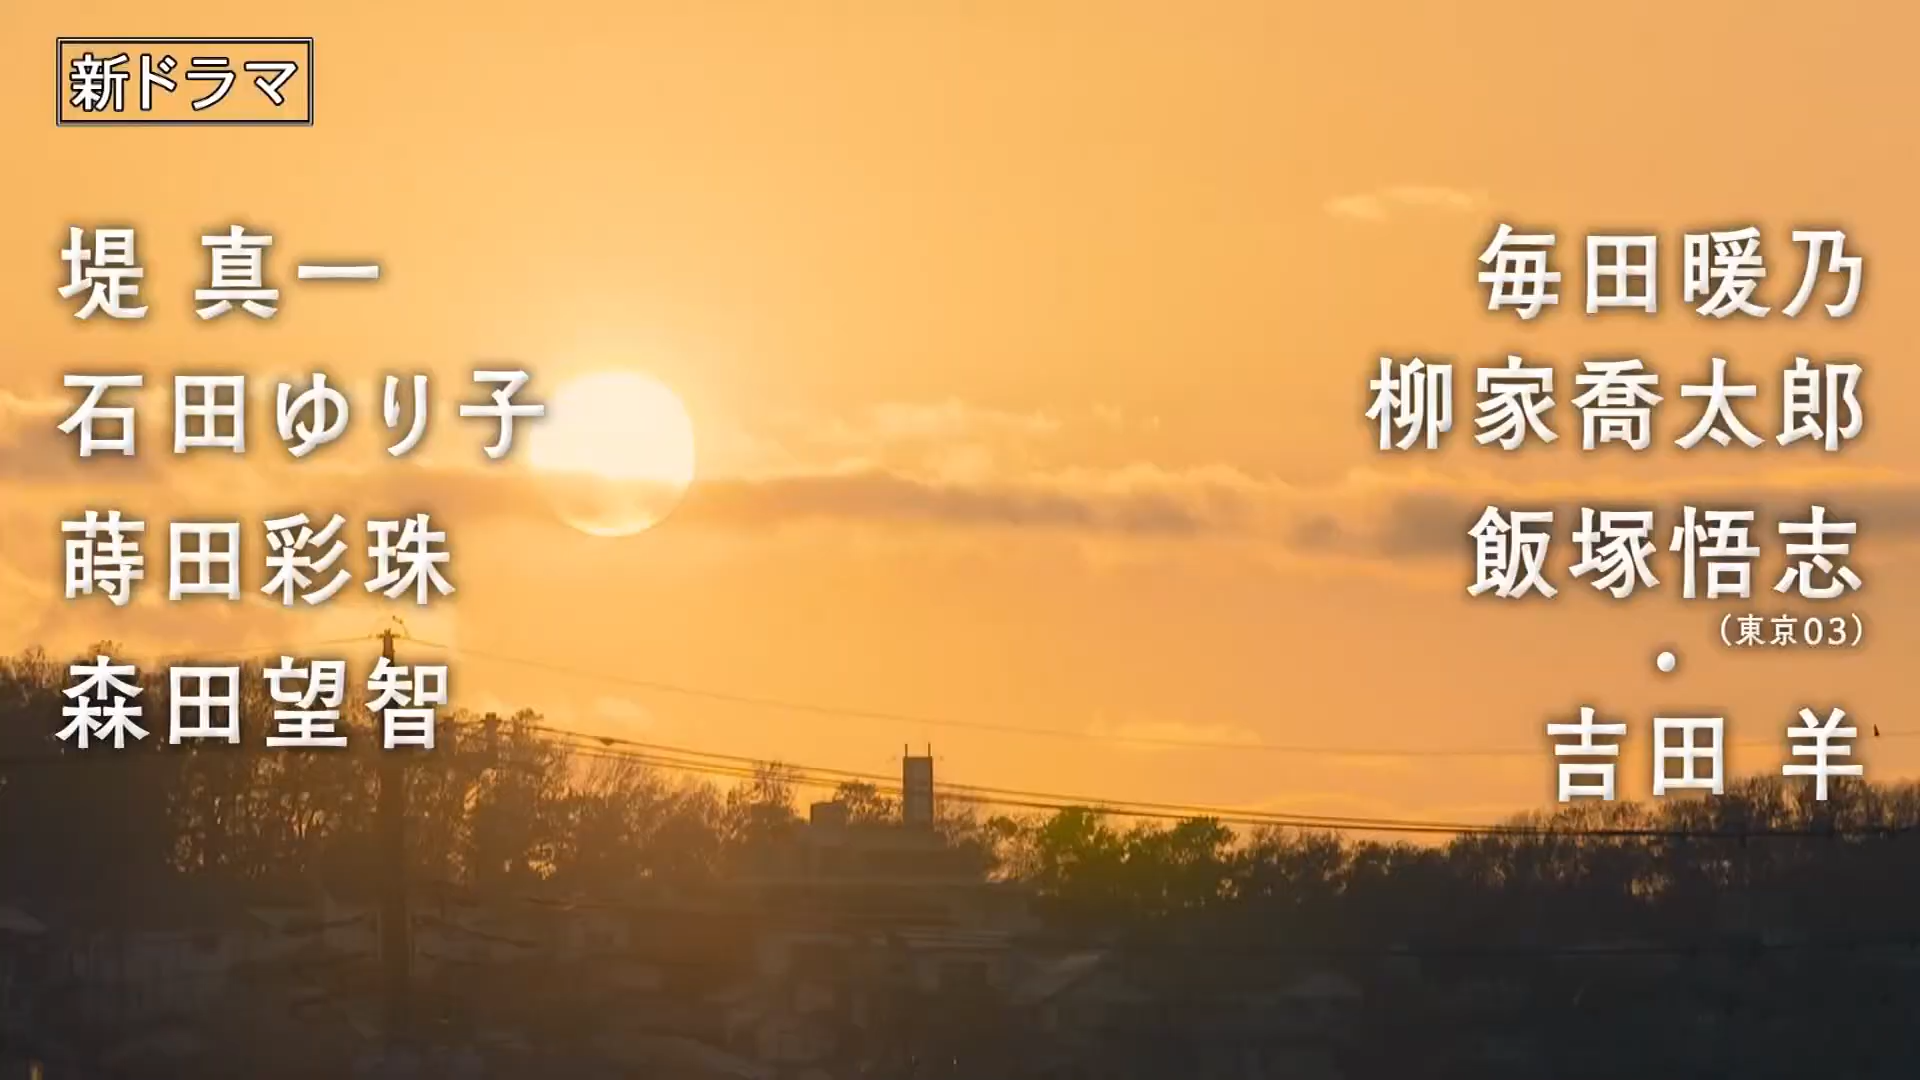 新ドラマ
堤 真一
石田ゆり子
蒔田彩珠
森田望智
毎田暖乃
柳家喬太郎
飯塚悟志
（東京03）
・
吉田 羊